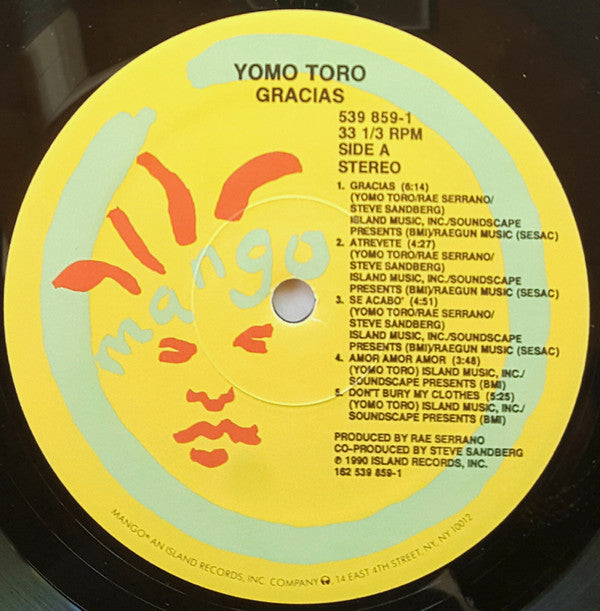 YOMO TORO
GRACIAS
539 859-1
33 1/3 RPM
SIDE A
STEREO
1. GRACIAS (6:14)
(YOMO TORO/RAE SERRANO/
STEVE SANDBERG)
ISLAND MUSIC, INC./SOUNDSCAPE
PRESENTS (BMI)/RAEGUN MUSIC (SESAC)
2. ATREVETE (4:27)
(YOMO TORO/RAE SERRANO/
STEVE SANDBERG)
ISLAND MUSIC, INC./SOUNDSCAPE
PRESENTS (BMI)/RAEGUN MUSIC (SESAC)
3. SE ACABO' (4:51)
(YOMO TORO/RAE SERRANO/
STEVE SANDBERG)
ISLAND MUSIC, INC./SOUNDSCAPE
PRESENTS (BMI)/RAEGUN MUSIC (SESAC)
4. AMOR AMOR AMOR (3:48)
(YOMO TORO) ISLAND MUSIC, INC./
SOUNDSCAPE PRESENTS (BMI)
5. DON'T BURY MY CLOTHES (5:25)
(YOMO TORO) ISLAND MUSIC, INC./
SOUNDSCAPE PRESENTS (BMI)
mango
PRODUCED BY RAE SERRANO
CO-PRODUCED BY STEVE SANDBERG
℗ 1990 ISLAND RECORDS, INC.
162 539 859-1
MANGO® AN ISLAND RECORDS, INC. COMPANY, 14 EAST 4TH STREET, NY, NY 10012